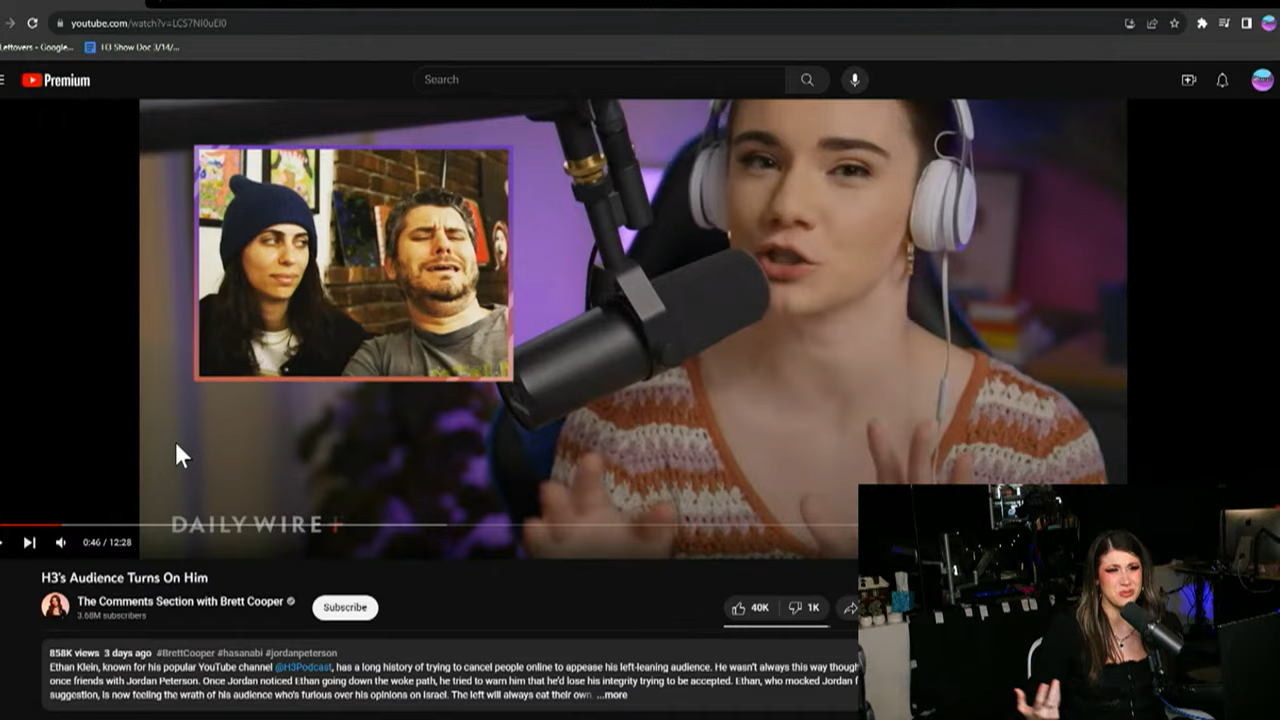 youtube.com/watch?v=LCS7NI0uEI0
Leftovers - Google...
H3 Show Doc 3/14/...
Premium
Search
DAILYWIRE+
0:46 / 12:28
H3's Audience Turns On Him
The Comments Section with Brett Cooper
3.68M subscribers
Subscribe
40K
1K
858K views 3 days ago #BrettCooper #hasanabi #jordanpeterson
Ethan Klein, known for his popular YouTube channel @H3Podcast, has a long history of trying to cancel people online to appease his left-leaning audience. He wasn't always this way though
once friends with Jordan Peterson. Once Jordan noticed Ethan going down the woke path, he tried to warn him that he'd lose his integrity trying to be accepted. Ethan, who mocked Jordan f
suggestion, is now feeling the wrath of his audience who's furious over his opinions on Israel. The left will always eat their own. ...more